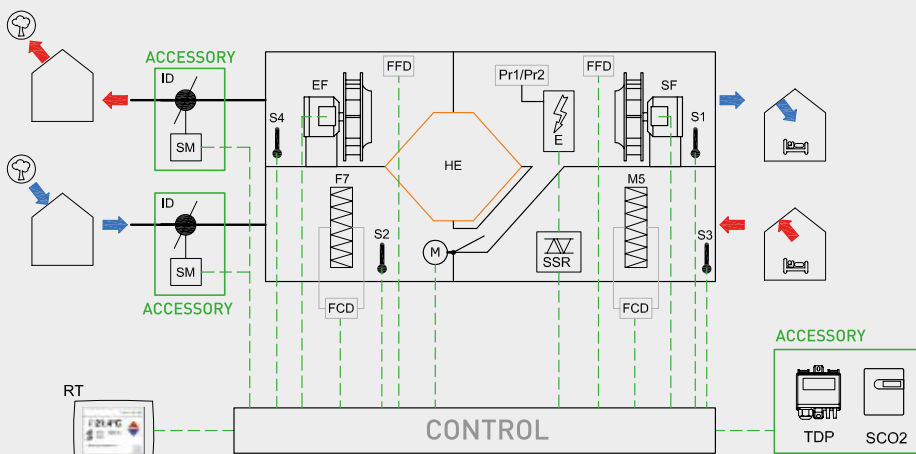 ACCESSORY
ID
SM
ID
SM
ACCESSORY
EF
FFD
S4
F7
S2
FCD
HE
M
Pr1/Pr2
E
FFD
SF
S1
M5
S3
SSR
FCD
RT
21.4°C
CONTROL
ACCESSORY
TDP
SCO2